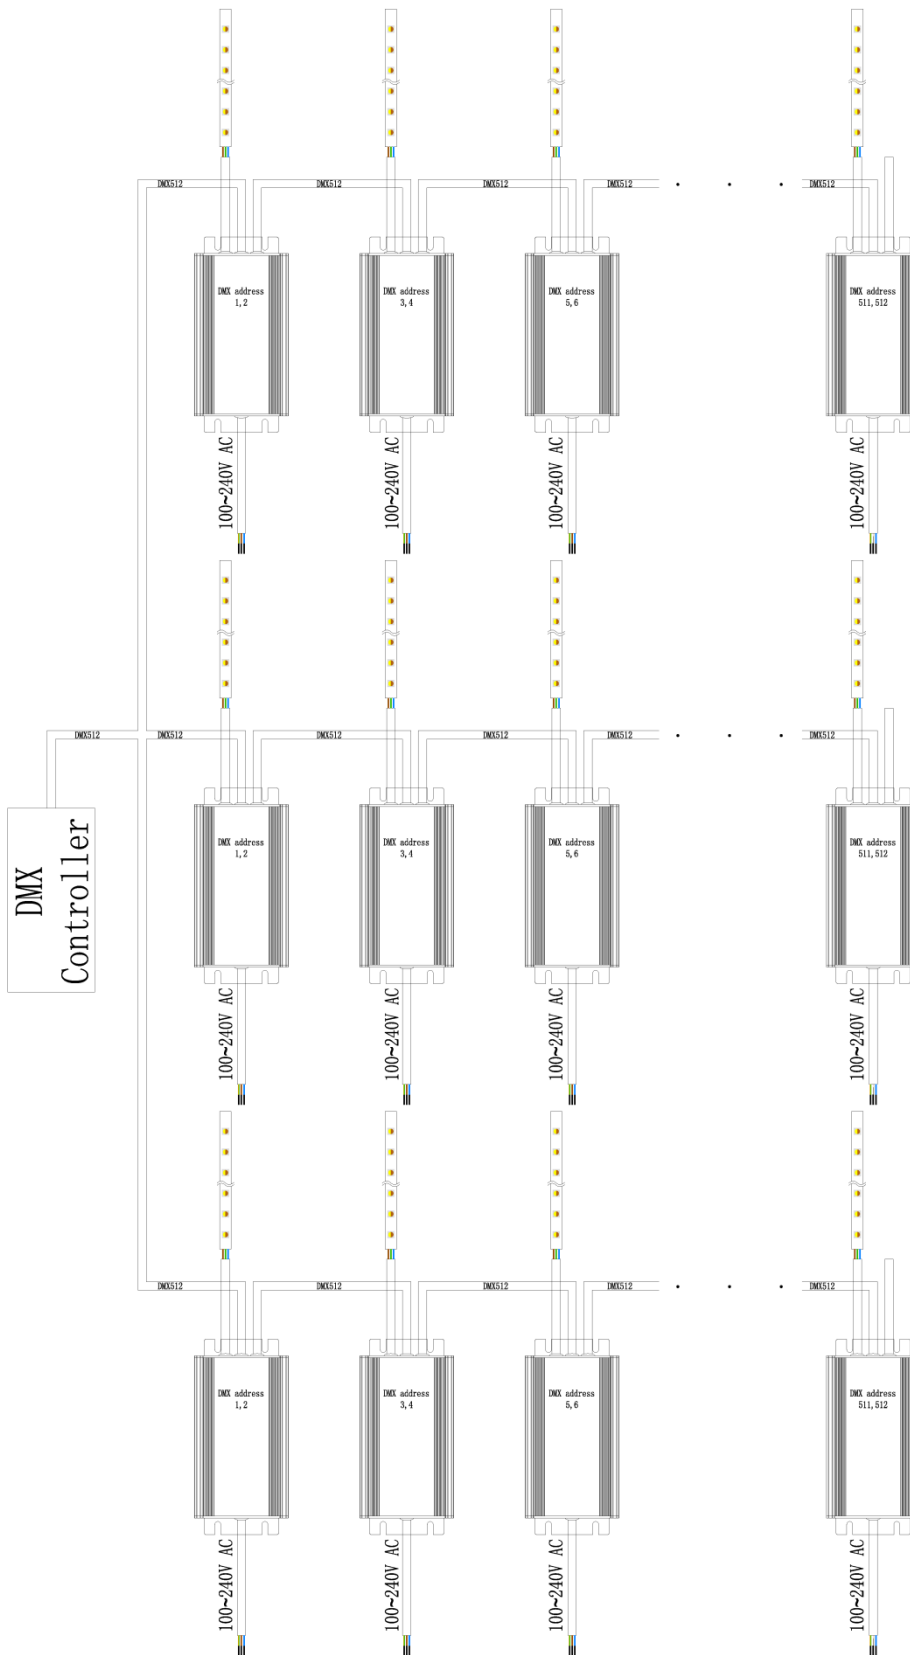 DMX512
DMX512
DMX512
DMX512
DMX512
DMX address
1,2
DMX address
3,4
DMX address
5,6
DMX address
511,512
100~240V AC
100~240V AC
100~240V AC
100~240V AC
DMX512
DMX512
DMX512
DMX512
DMX512
DMX512
DMX
Controller
DMX address
1,2
DMX address
3,4
DMX address
5,6
DMX address
511,512
100~240V AC
100~240V AC
100~240V AC
100~240V AC
DMX512
DMX512
DMX512
DMX512
DMX512
DMX address
1,2
DMX address
3,4
DMX address
5,6
DMX address
511,512
100~240V AC
100~240V AC
100~240V AC
100~240V AC